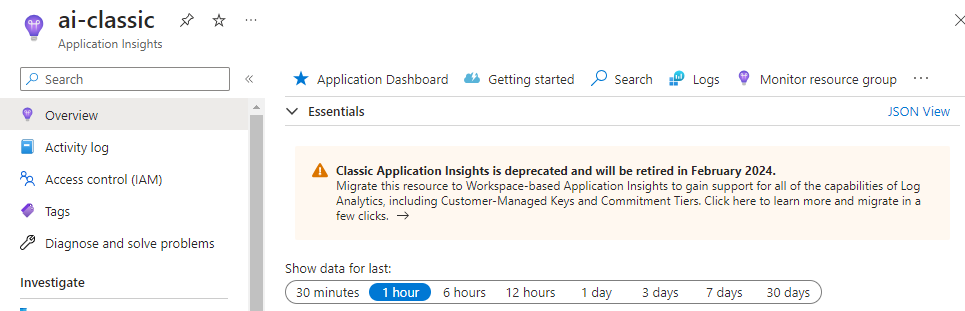 ai-classic
Application Insights
Search
Overview
Activity log
Access control (IAM)
Tags
Diagnose and solve problems
Investigate
Application Dashboard Getting started Search Logs Monitor resource group
Essentials JSON View
Classic Application Insights is deprecated and will be retired in February 2024.
Migrate this resource to Workspace-based Application Insights to gain support for all of the capabilities of Log
Analytics, including Customer-Managed Keys and Commitment Tiers. Click here to learn more and migrate in a
few clicks. →
Show data for last:
30 minutes 1 hour 6 hours 12 hours 1 day 3 days 7 days 30 days